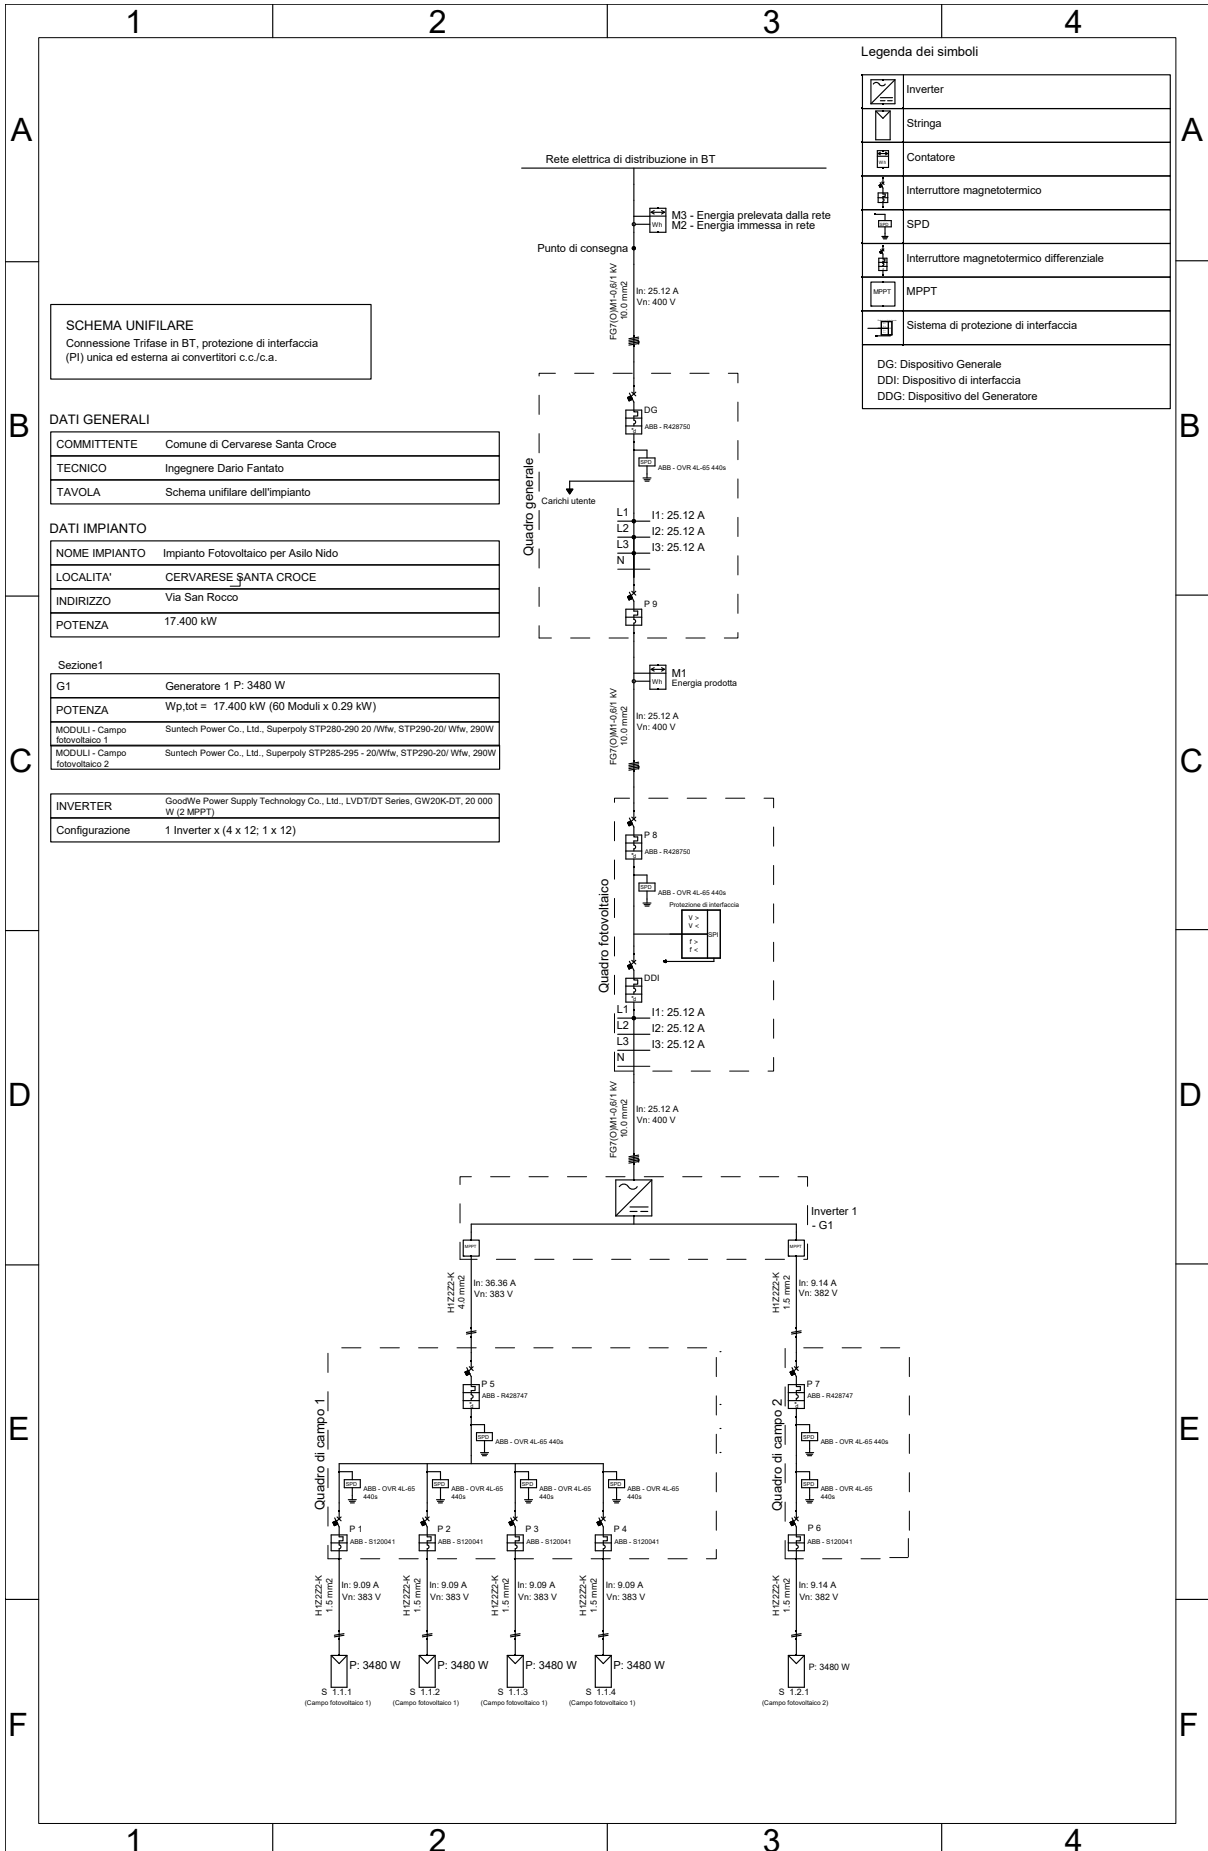 1
2
3
4
Legenda dei simboli
Inverter
Stringa
Wh
Contatore
Interruttore magnetotermico
SPD
SPD
Interruttore magnetotermico differenziale
MPPT
MPPT
Sistema di protezione di interfaccia
DG: Dispositivo Generale
DDI: Dispositivo di interfaccia
DDG: Dispositivo del Generatore
A
A
Rete elettrica di distribuzione in BT
Wh
M3 - Energia prelevata dalla rete
M2 - Energia immessa in rete
Punto di consegna
FG7(O)M1-0,6/1 kV
10.0 mm2
In: 25.12 A
Vn: 400 V
SCHEMA UNIFILARE
Connessione Trifase in BT, protezione di interfaccia
(PI) unica ed esterna ai convertitori c.c./c.a.
B
B
DATI GENERALI
COMMITTENTE Comune di Cervarese Santa Croce
TECNICO Ingegnere Dario Fantato
TAVOLA Schema unifilare dell'impianto
DATI IMPIANTO
NOME IMPIANTO Impianto Fotovoltaico per Asilo Nido
LOCALITA' CERVARESE SANTA CROCE
INDIRIZZO Via San Rocco
POTENZA 17.400 kW
Sezione1
G1 Generatore 1 P: 3480 W
POTENZA Wp,tot = 17.400 kW (60 Moduli x 0.29 kW)
MODULI - Campo
fotovoltaico 1
Suntech Power Co., Ltd., Superpoly STP280-290 20 /Wfw, STP290-20/ Wfw, 290W
MODULI - Campo
fotovoltaico 2
Suntech Power Co., Ltd., Superpoly STP285-295 - 20/Wfw, STP290-20/ Wfw, 290W
INVERTER
GoodWe Power Supply Technology Co., Ltd., LVDT/DT Series, GW20K-DT, 20 000
W (2 MPPT)
Configurazione 1 Inverter x (4 x 12; 1 x 12)
Quadro generale
DG
ABB - R428750
SPD
ABB - OVR 4L-65 440s
Carichi utente
L1 I1: 25.12 A
L2 I2: 25.12 A
L3 I3: 25.12 A
N
P 9
C
C
Wh
M1
Energia prodotta
FG7(O)M1-0,6/1 kV
10.0 mm2
In: 25.12 A
Vn: 400 V
Quadro fotovoltaico
P 8
ABB - R428750
SPD
ABB - OVR 4L-65 440s
Protezione di interfaccia
V >
V <
f >
f <
SPI
DDI
L1 I1: 25.12 A
L2 I2: 25.12 A
L3 I3: 25.12 A
N
D
D
FG7(O)M1-0,6/1 kV
10.0 mm2
In: 25.12 A
Vn: 400 V
Inverter 1
- G1
MPPT
MPPT
H1Z2Z2-K
4.0 mm2
In: 36.36 A
Vn: 383 V
H1Z2Z2-K
1.5 mm2
In: 9.14 A
Vn: 382 V
E
E
Quadro di campo 1
P 5
ABB - R428747
SPD
ABB - OVR 4L-65 440s
SPD
ABB - OVR 4L-65
440s
SPD
ABB - OVR 4L-65
440s
SPD
ABB - OVR 4L-65
440s
SPD
ABB - OVR 4L-65
440s
P 1
ABB - S120041
P 2
ABB - S120041
P 3
ABB - S120041
P 4
ABB - S120041
Quadro di campo 2
P 7
ABB - R428747
SPD
ABB - OVR 4L-65 440s
SPD
ABB - OVR 4L-65
440s
P 6
ABB - S120041
H1Z2Z2-K
1.5 mm2
In: 9.09 A
Vn: 383 V
H1Z2Z2-K
1.5 mm2
In: 9.09 A
Vn: 383 V
H1Z2Z2-K
1.5 mm2
In: 9.09 A
Vn: 383 V
H1Z2Z2-K
1.5 mm2
In: 9.09 A
Vn: 383 V
H1Z2Z2-K
1.5 mm2
In: 9.14 A
Vn: 382 V
P: 3480 W
P: 3480 W
P: 3480 W
P: 3480 W
P: 3480 W
S 1.1.1
(Campo fotovoltaico 1)
S 1.1.2
(Campo fotovoltaico 1)
S 1.1.3
(Campo fotovoltaico 1)
S 1.1.4
(Campo fotovoltaico 1)
S 1.2.1
(Campo fotovoltaico 2)
F
F
1
2
3
4